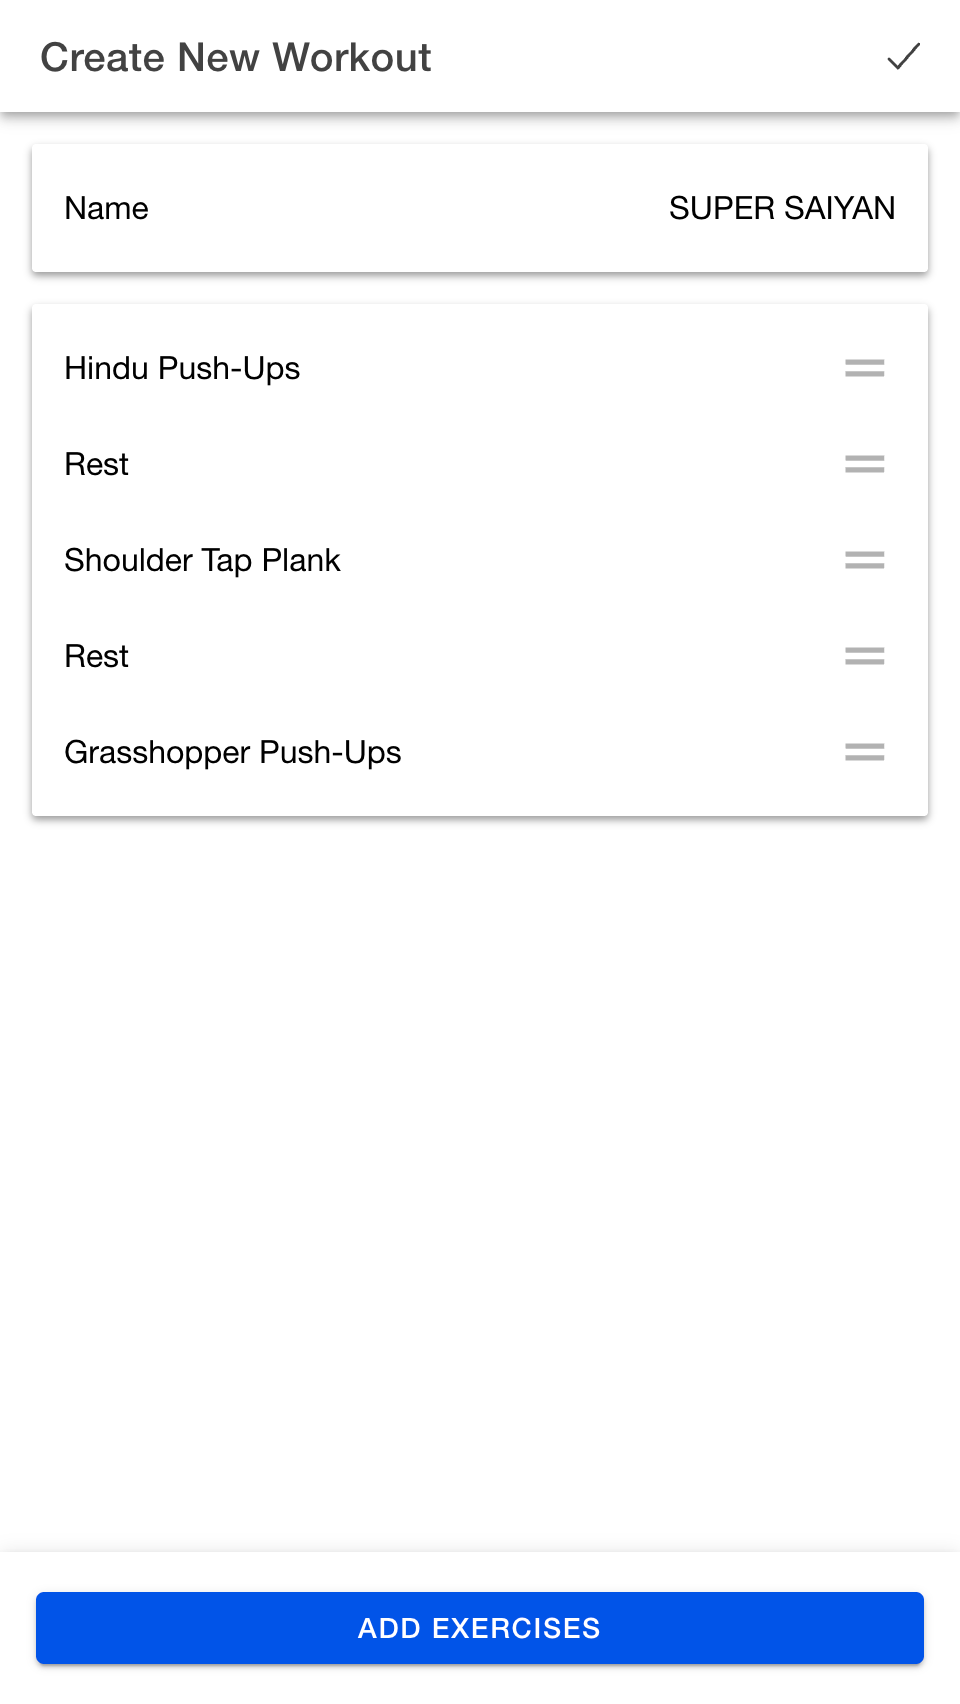 Create New Workout
Name SUPER SAIYAN
Hindu Push-Ups
Rest
Shoulder Tap Plank
Rest
Grasshopper Push-Ups
ADD EXERCISES